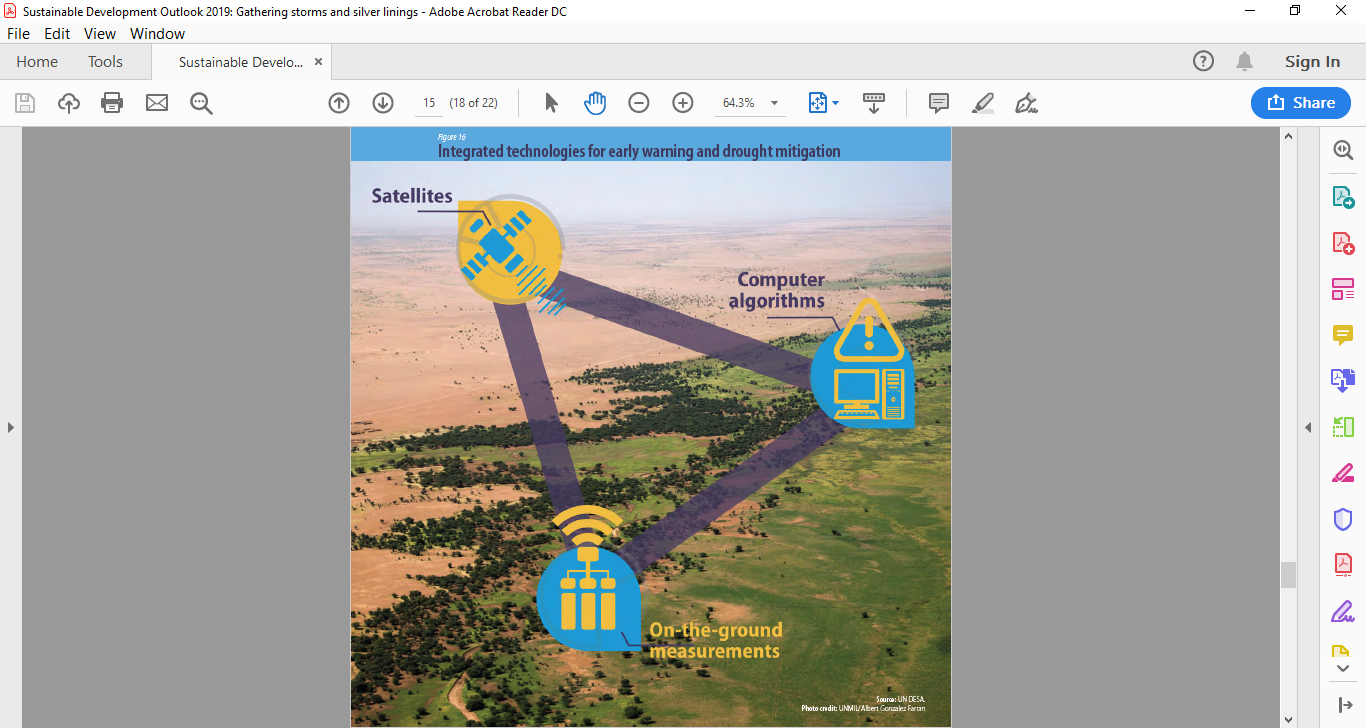 Sustainable Development Outlook 2019: Gathering storms and silver linings - Adobe Acrobat Reader DC
File Edit View Window
Home Tools Sustainable Develo... Sign In
15 (18 of 22) 64.3% Share
Figure 16
Integrated technologies for early warning and drought mitigation
Satellites
Computer
algorithms
On-the-ground
measurements
Source: UN DESA.
Photo credit: UNMIL/Albert González Farran